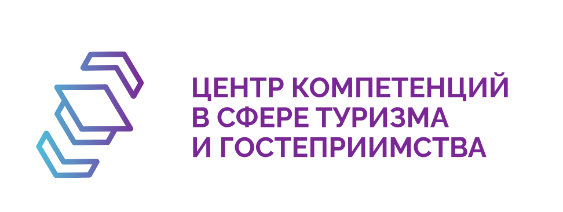 ЦЕНТР КОМПЕТЕНЦИЙ
В СФЕРЕ ТУРИЗМА
И ГОСТЕПРИИМСТВА